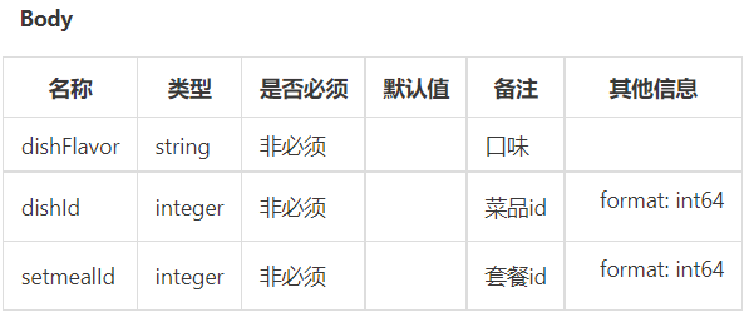 Body
名称 类型 是否必须 默认值 备注 其他信息
dishFlavor string 非必须 口味
dishId integer 非必须 菜品id format: int64
setmealId integer 非必须 套餐id format: int64